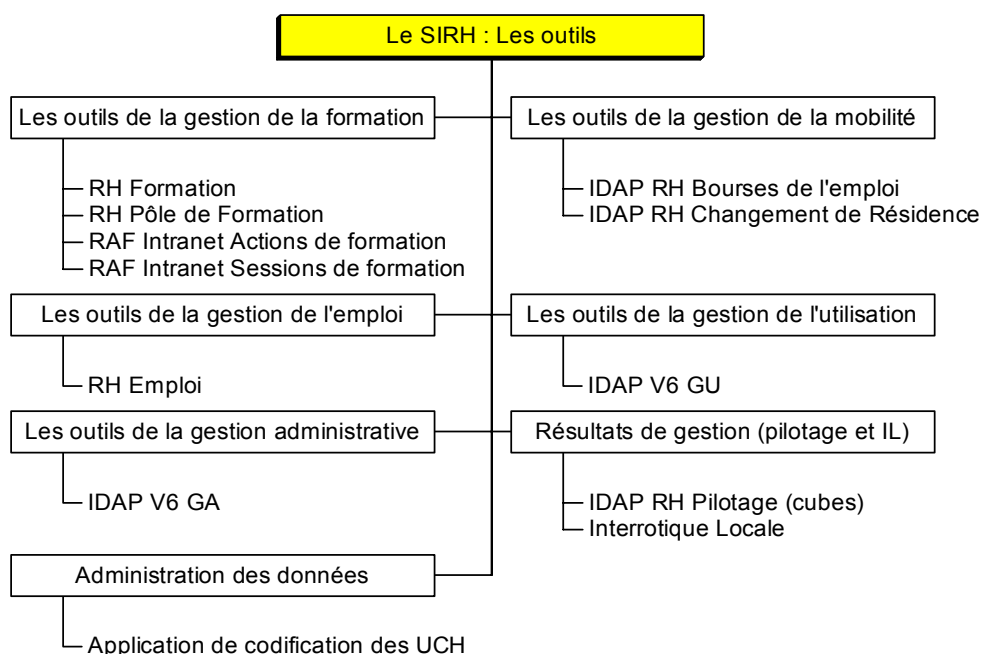 Le SIRH : Les outils
Les outils de la gestion de la formation
RH Formation
RH Pôle de Formation
RAF Intranet Actions de formation
RAF Intranet Sessions de formation
Les outils de la gestion de la mobilité
IDAP RH Bourses de l'emploi
IDAP RH Changement de Résidence
Les outils de la gestion de l'emploi
RH Emploi
Les outils de la gestion de l'utilisation
IDAP V6 GU
Les outils de la gestion administrative
IDAP V6 GA
Résultats de gestion (pilotage et IL)
IDAP RH Pilotage (cubes)
Interrotique Locale
Administration des données
Application de codification des UCH